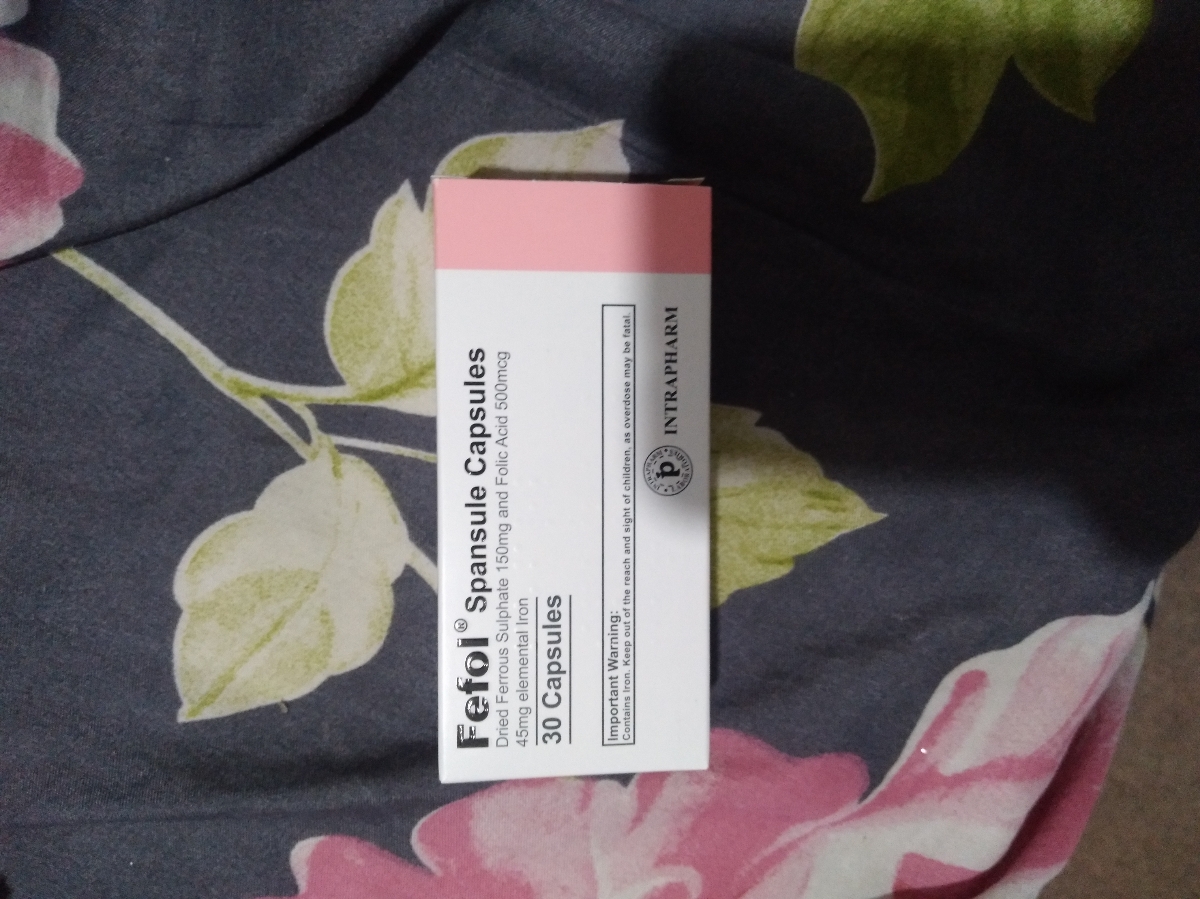 Fefol® Spansule Capsules
Dried Ferrous Sulphate 150mg and Folic Acid 500mcg
45mg elemental Iron
30 Capsules
Important Warning:
Contains Iron. Keep out of the reach and sight of children, as overdose may be fatal.
INTRAPHARM